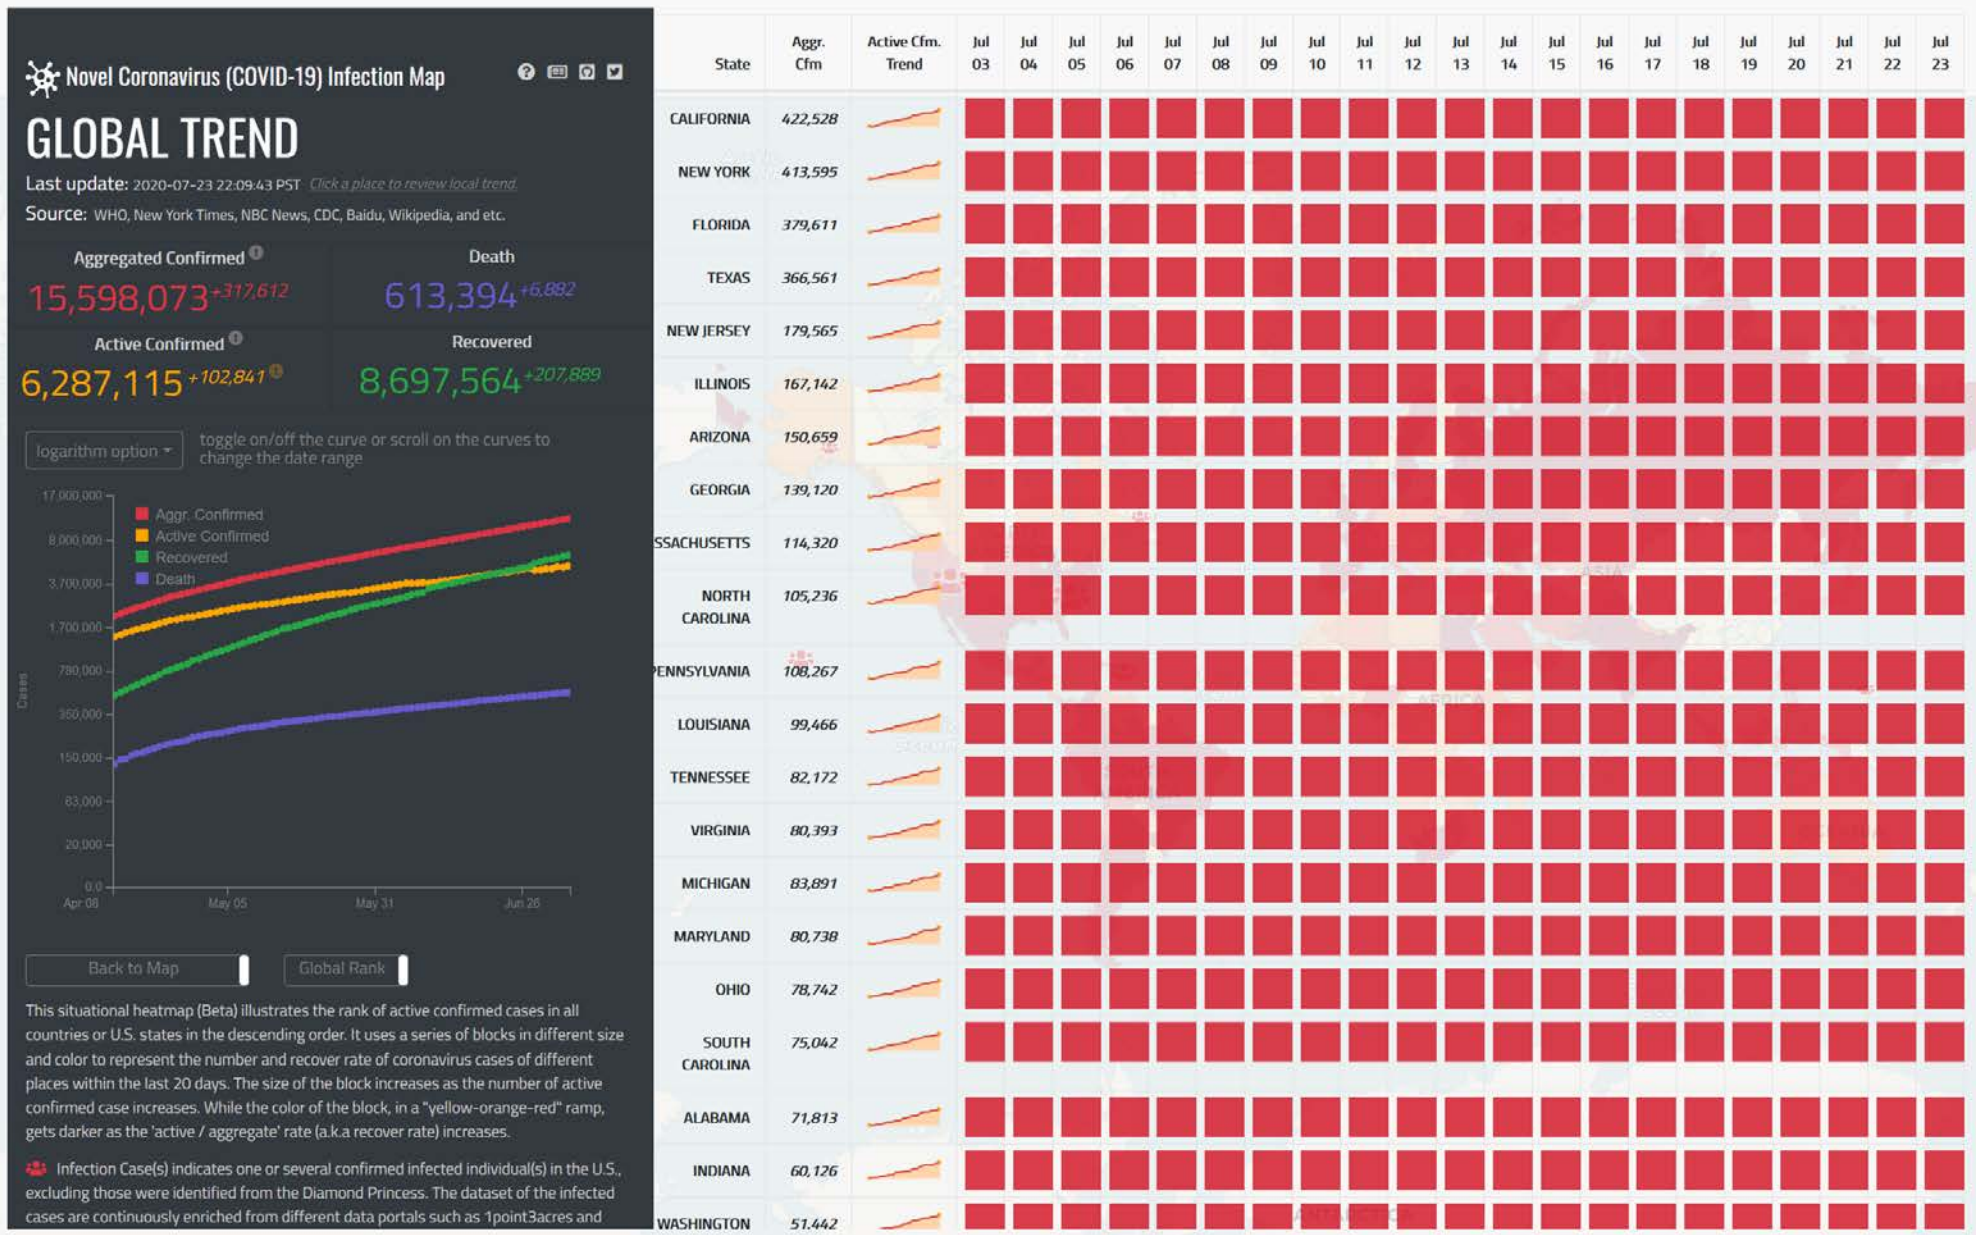 Novel Coronavirus (COVID-19) Infection Map
GLOBAL TREND
Last update: 2020-07-23 22:09:43 PST Click a place to review local trend.
Source: WHO, New York Times, NBC News, CDC, Baidu, Wikipedia, and etc.
Aggregated Confirmed
15,598,073 +317,612
Death
613,394 +6,882
Active Confirmed
6,287,115 +102,841
Recovered
8,697,564 +207,889
logarithm option
toggle on/off the curve or scroll on the curves to
change the date range
17,000,000
8,000,000
3,700,000
1,700,000
780,000
350,000
150,000
83,000
20,000
0.0
Cases
Aggr. Confirmed
Active Confirmed
Recovered
Death
Apr 08 May 05 May 31 Jun 26
Back to Map
Global Rank
This situational heatmap (Beta) illustrates the rank of active confirmed cases in all
countries or U.S. states in the descending order. It uses a series of blocks in different size
and color to represent the number and recover rate of coronavirus cases of different
places within the last 20 days. The size of the block increases as the number of active
confirmed case increases. While the color of the block, in a "yellow-orange-red" ramp,
gets darker as the 'active / aggregate' rate (a.k.a recover rate) increases.
Infection Case(s) indicates one or several confirmed infected individual(s) in the U.S.,
excluding those were identified from the Diamond Princess. The dataset of the infected
cases are continuously enriched from different data portals such as 1point3acres and
State Aggr. Cfm Active Cfm. Trend Jul 03 Jul 04 Jul 05 Jul 06 Jul 07 Jul 08 Jul 09 Jul 10 Jul 11 Jul 12 Jul 13 Jul 14 Jul 15 Jul 16 Jul 17 Jul 18 Jul 19 Jul 20 Jul 21 Jul 22 Jul 23
CALIFORNIA 422,528
NEW YORK 413,595
FLORIDA 379,611
TEXAS 366,561
NEW JERSEY 179,565
ILLINOIS 167,142
ARIZONA 150,659
GEORGIA 139,120
SSACHUSETTS 114,320
NORTH CAROLINA 105,236
PENNSYLVANIA 108,267
LOUISIANA 99,466
TENNESSEE 82,172
VIRGINIA 80,393
MICHIGAN 83,891
MARYLAND 80,738
OHIO 78,742
SOUTH CAROLINA 75,042
ALABAMA 71,813
INDIANA 60,126
WASHINGTON 51,442
ASIA
AFRICA
ANTARCTICA